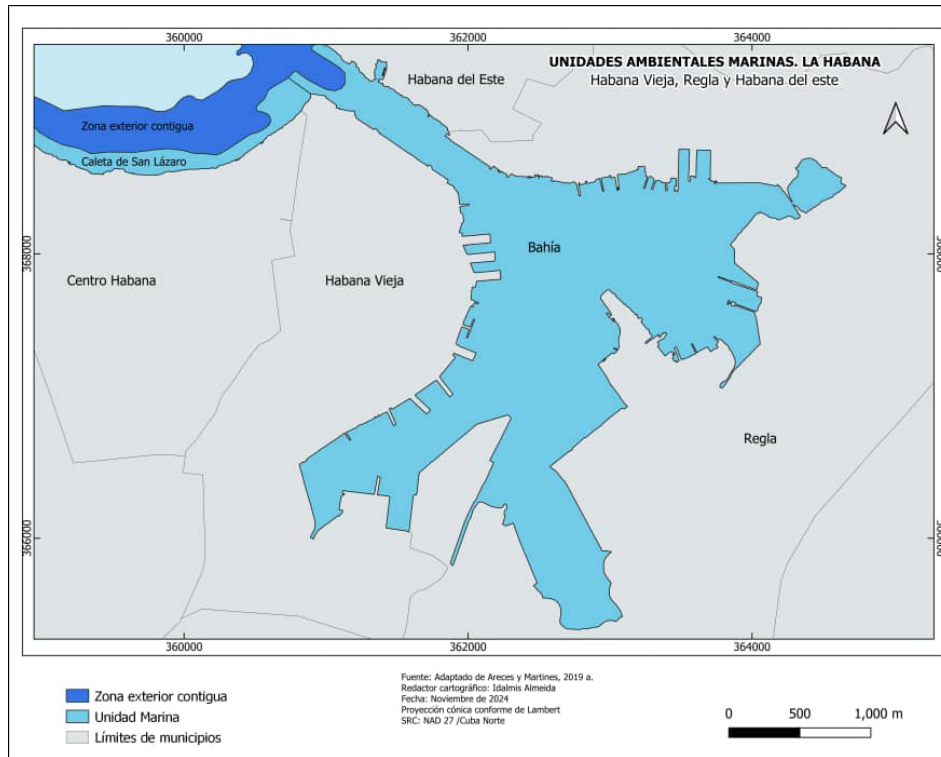 360000
362000
364000
UNIDADES AMBIENTALES MARINAS. LA HABANA
Habana Vieja, Regla y Habana del este
Habana del Este
Zona exterior contigua
Caleta de San Lázaro
368000
368000
Bahía
Centro Habana
Habana Vieja
Regla
366000
366000
360000
362000
364000
Zona exterior contigua
Unidad Marina
Límites de municipios
Fuente: Adaptado de Areces y Martines, 2019 a.
Redactor cartográfico: Idalmis Almeida
Fecha: Noviembre de 2024
Proyección cónica conforme de Lambert
SRC: NAD 27 /Cuba Norte
0 500 1,000 m